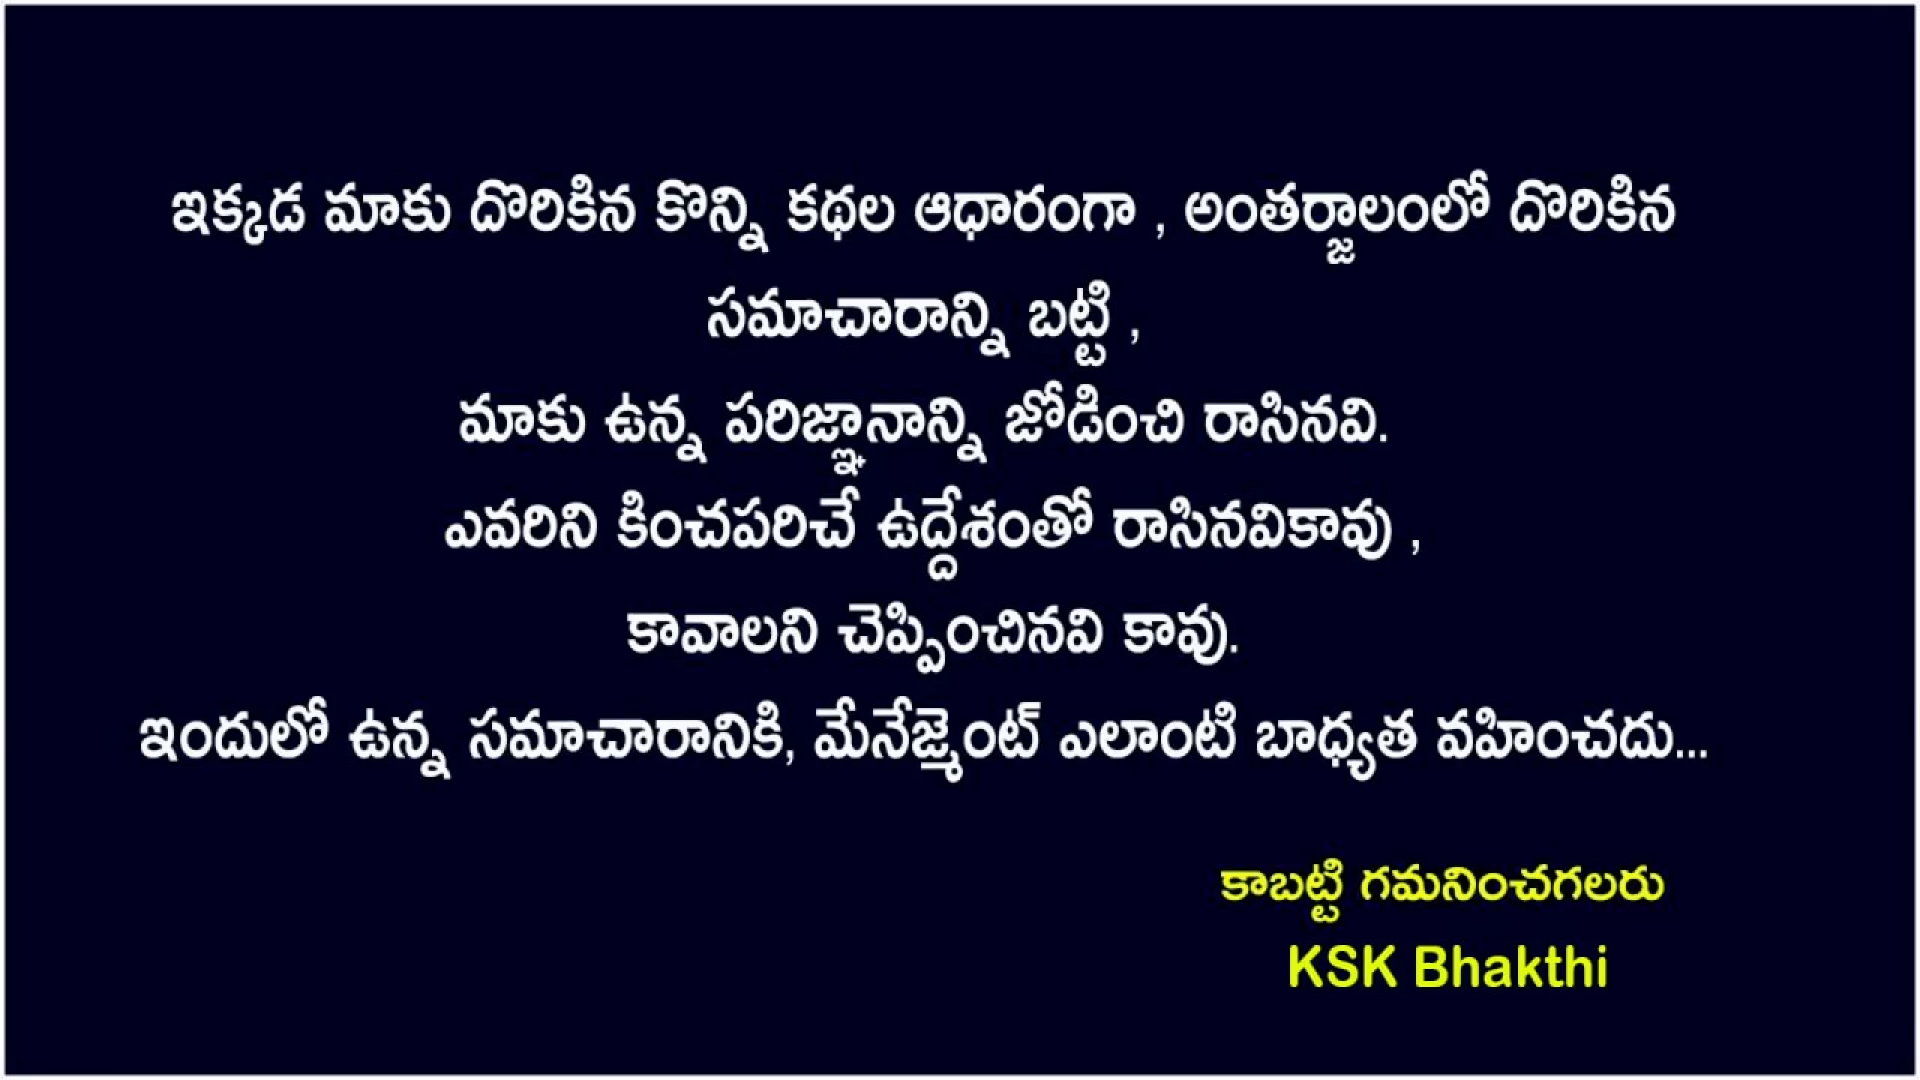 ఇక్కడ మాకు దొరికిన కొన్ని కథల ఆధారంగా , అంతర్జాలంలో దొరికిన
సమాచారాన్ని బట్టి ,
మాకు ఉన్న పరిజ్ఞానాన్ని జోడించి రాసినవి.
ఎవరిని కించపరిచే ఉద్దేశంతో రాసినవికావు ,
కావాలని చెప్పించినవి కావు.
ఇందులో ఉన్న సమాచారానికి, మేనేజ్మెంట్ ఎలాంటి బాధ్యత వహించదు...
కాబట్టి గమనించగలరు
KSK Bhakthi